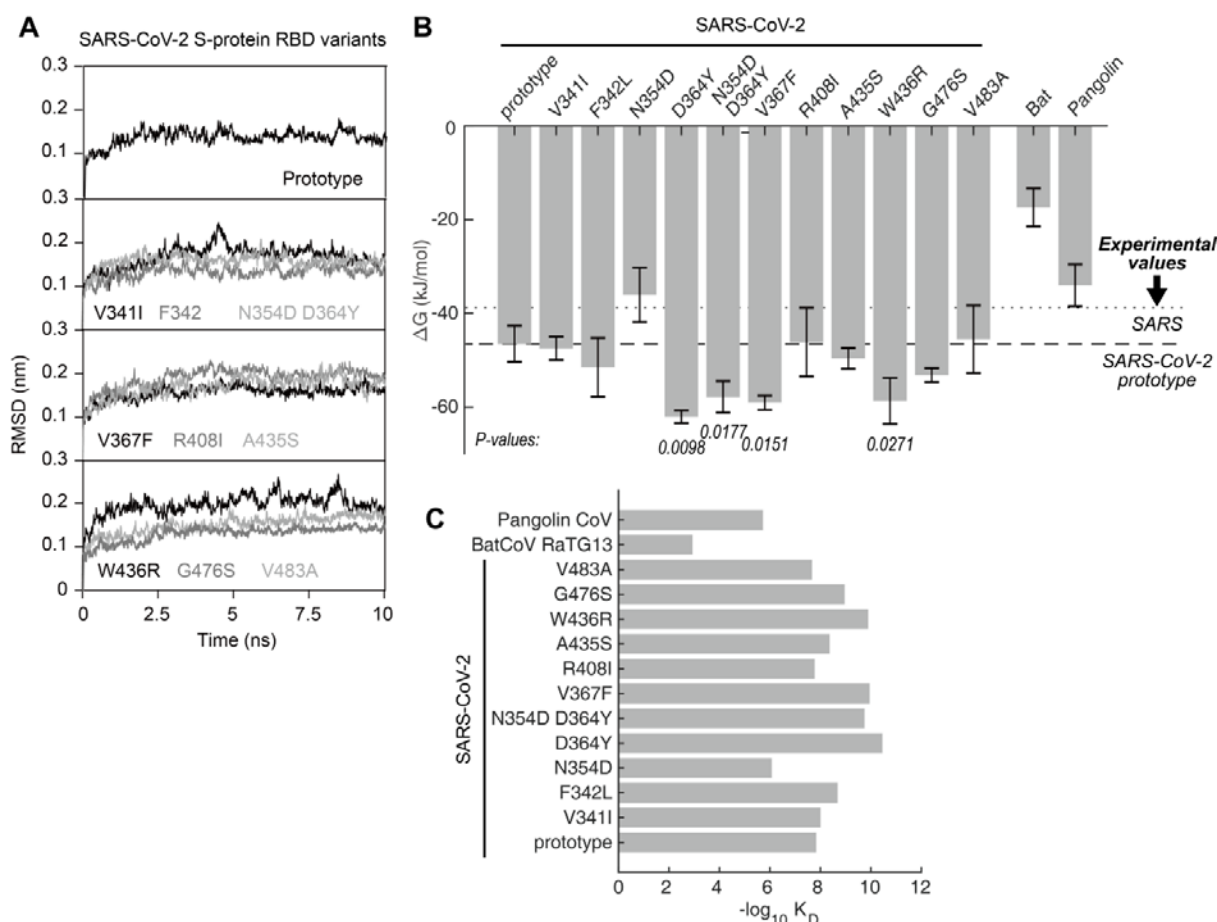 A
SARS-CoV-2 S-protein RBD variants
0.3
0.2
0.1
0.3
Prototype
0.2
0.1
V341I F342 N354D D364Y
0.3
0.2
0.1
V367F R408I A435S
0.3
0.2
0.1
W436R G476S V483A
0
0 2.5 5 7.5 10
Time (ns)
RMSD (nm)
B
SARS-CoV-2
prototype
V341I
F342L
N354D
D364Y
N354D
D364Y
V367F
R408I
A435S
W436R
G476S
V483A
Bat
Pangolin
0
-20
-40
-60
ΔG (kJ/mol)
Experimental
values
SARS
SARS-CoV-2
prototype
P-values:
0.0098
0.0177
0.0151
0.0271
C
Pangolin CoV
BatCoV RaTG13
V483A
G476S
W436R
A435S
R408I
V367F
N354D D364Y
D364Y
N354D
F342L
V341I
prototype
SARS-CoV-2
0 2 4 6 8 10 12
-log10 KD